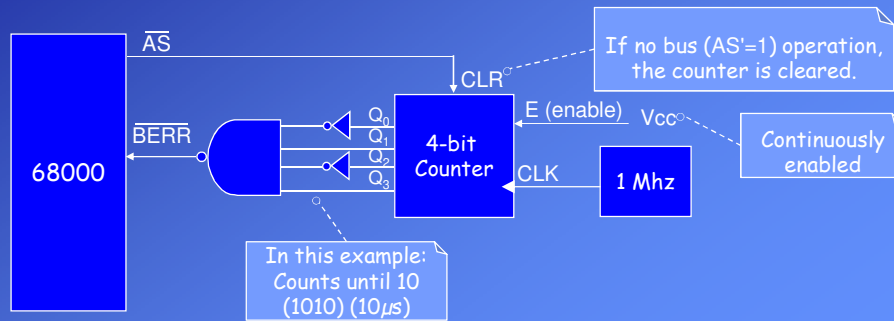 AS
If no bus (AS'=1) operation,
the counter is cleared.
CLR
E (enable)
Vcc
Q0
Q1
Q2
Q3
BERR
68000
4-bit
Counter
CLK
1 Mhz
Continuously
enabled
In this example:
Counts until 10
(1010) (10µs)